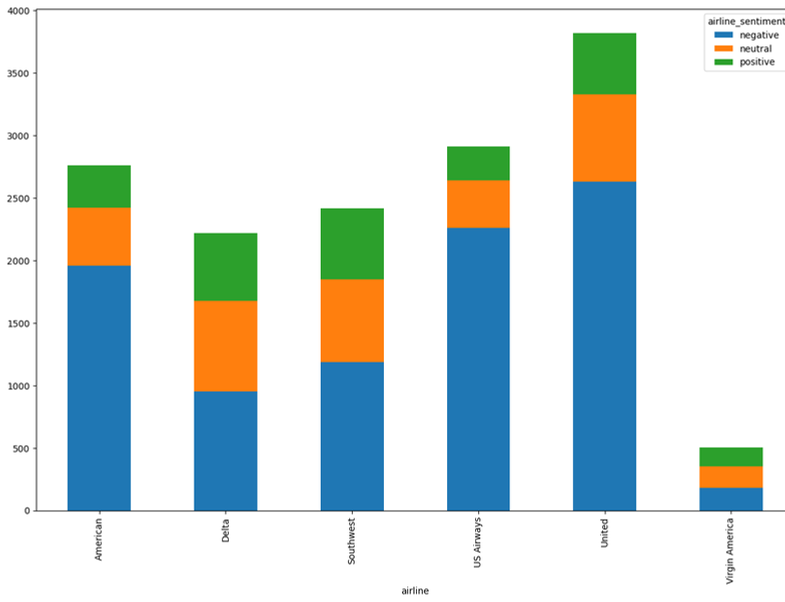 4000
3500
3000
2500
2000
1500
1000
500
0
airline_sentiment
negative
neutral
positive
American
Delta
Southwest
US Airways
United
Virgin America
airline